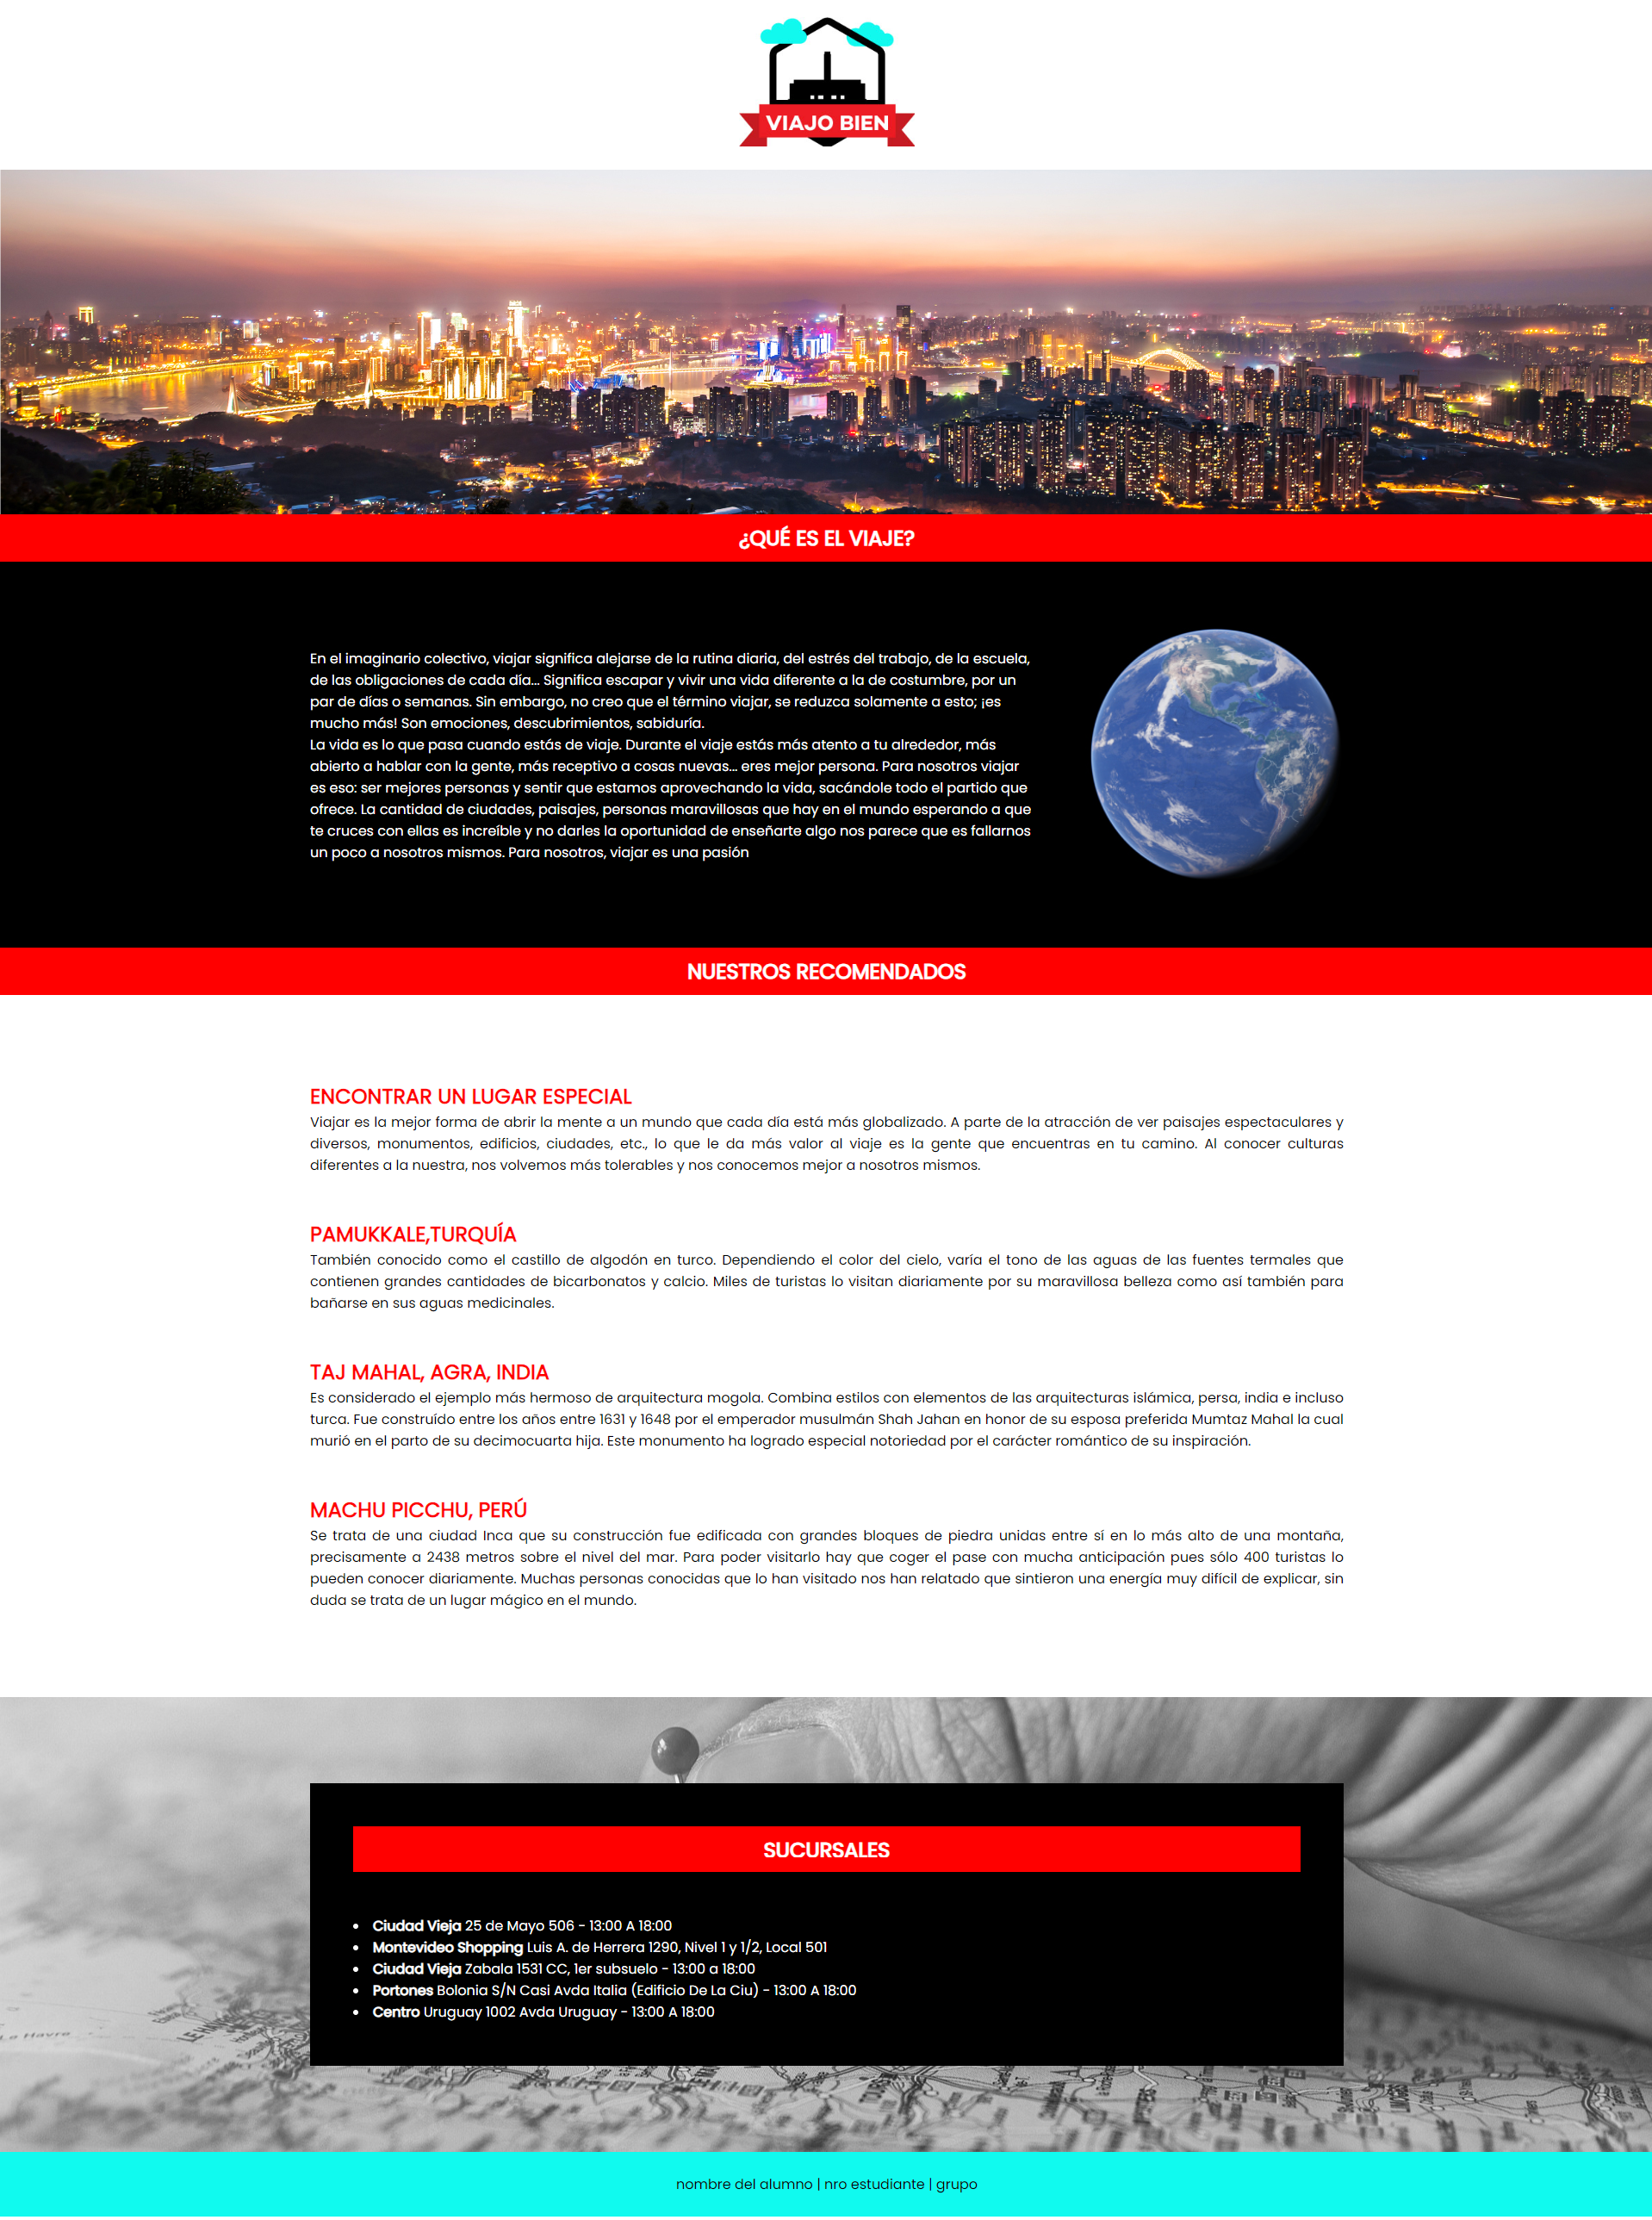 VIAJO BIEN
¿QUÉ ES EL VIAJE?
En el imaginario colectivo, viajar significa alejarse de la rutina diaria, del estrés del trabajo, de la escuela,
de las obligaciones de cada día... Significa escapar y vivir una vida diferente a la de costumbre, por un
par de días o semanas. Sin embargo, no creo que el término viajar, se reduzca solamente a esto; ¡es
mucho más! Son emociones, descubrimientos, sabiduría.
La vida es lo que pasa cuando estás de viaje. Durante el viaje estás más atento a tu alrededor, más
abierto a hablar con la gente, más receptivo a cosas nuevas... eres mejor persona. Para nosotros viajar
es eso: ser mejores personas y sentir que estamos aprovechando la vida, sacándole todo el partido que
ofrece. La cantidad de ciudades, paisajes, personas maravillosas que hay en el mundo esperando a que
te cruces con ellas es increíble y no darles la oportunidad de enseñarte algo nos parece que es fallarnos
un poco a nosotros mismos. Para nosotros, viajar es una pasión
NUESTROS RECOMENDADOS
ENCONTRAR UN LUGAR ESPECIAL
Viajar es la mejor forma de abrir la mente a un mundo que cada día está más globalizado. A parte de la atracción de ver paisajes espectaculares y
diversos, monumentos, edificios, ciudades, etc., lo que le da más valor al viaje es la gente que encuentras en tu camino. Al conocer culturas
diferentes a la nuestra, nos volvemos más tolerables y nos conocemos mejor a nosotros mismos.
PAMUKKALE,TURQUÍA
También conocido como el castillo de algodón en turco. Dependiendo el color del cielo, varía el tono de las aguas de las fuentes termales que
contienen grandes cantidades de bicarbonatos y calcio. Miles de turistas lo visitan diariamente por su maravillosa belleza como así también para
bañarse en sus aguas medicinales.
TAJ MAHAL, AGRA, INDIA
Es considerado el ejemplo más hermoso de arquitectura mogola. Combina estilos con elementos de las arquitecturas islámica, persa, india e incluso
turca. Fue construído entre los años entre 1631 y 1648 por el emperador musulmán Shah Jahan en honor de su esposa preferida Mumtaz Mahal la cual
murió en el parto de su decimocuarta hija. Este monumento ha logrado especial notoriedad por el carácter romántico de su inspiración.
MACHU PICCHU, PERÚ
Se trata de una ciudad Inca que su construcción fue edificada con grandes bloques de piedra unidas entre sí en lo más alto de una montaña,
precisamente a 2438 metros sobre el nivel del mar. Para poder visitarlo hay que coger el pase con mucha anticipación pues sólo 400 turistas lo
pueden conocer diariamente. Muchas personas conocidas que lo han visitado nos han relatado que sintieron una energía muy difícil de explicar, sin
duda se trata de un lugar mágico en el mundo.
SUCURSALES
• Ciudad Vieja 25 de Mayo 506 - 13:00 A 18:00
• Montevideo Shopping Luis A. de Herrera 1290, Nivel 1 y 1/2, Local 501
• Ciudad Vieja Zabala 1531 CC, 1er subsuelo - 13:00 a 18:00
• Portones Bolonia S/N Casi Avda Italia (Edificio De La Ciu) - 13:00 A 18:00
• Centro Uruguay 1002 Avda Uruguay - 13:00 A 18:00
nombre del alumno | nro estudiante | grupo